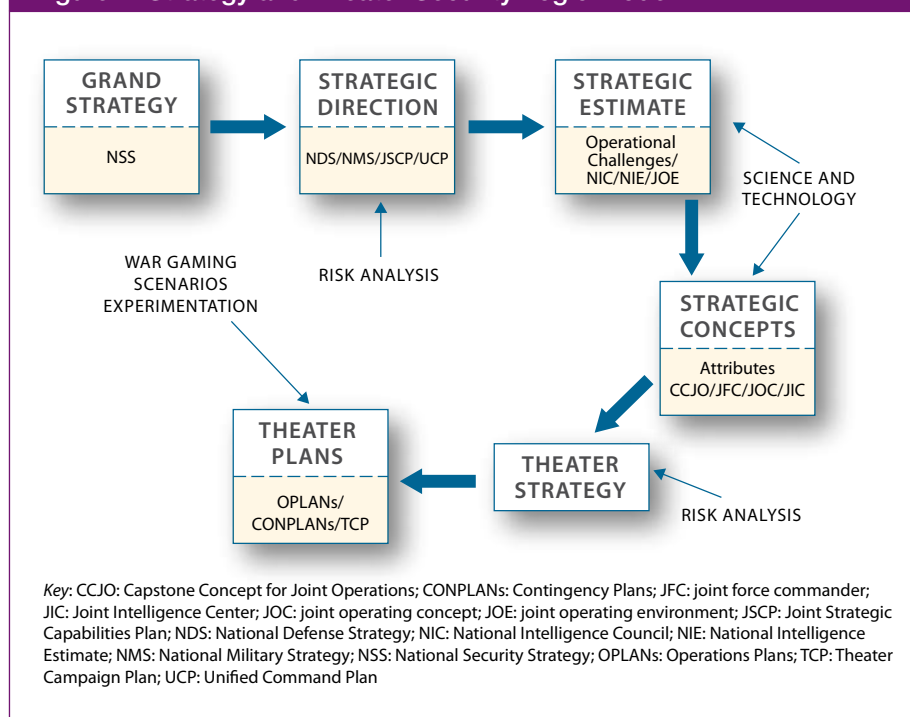 GRAND
STRATEGY
NSS
STRATEGIC
DIRECTION
NDS/NMS/JSCP/UCP
STRATEGIC
ESTIMATE
Operational
Challenges/
NIC/NIE/JOE
SCIENCE AND
TECHNOLOGY
WAR GAMING
SCENARIOS
EXPERIMENTATION
RISK ANALYSIS
STRATEGIC
CONCEPTS
Attributes
CCJO/JFC/JOC/JIC
THEATER
PLANS
OPLANs/
CONPLANs/TCP
THEATER
STRATEGY
RISK ANALYSIS
Key: CCJO: Capstone Concept for Joint Operations; CONPLANs: Contingency Plans; JFC: joint force commander;
JIC: Joint Intelligence Center; JOC: joint operating concept; JOE: joint operating environment; JSCP: Joint Strategic
Capabilities Plan; NDS: National Defense Strategy; NIC: National Intelligence Council; NIE: National Intelligence
Estimate; NMS: National Military Strategy; NSS: National Security Strategy; OPLANs: Operations Plans; TCP: Theater
Campaign Plan; UCP: Unified Command Plan